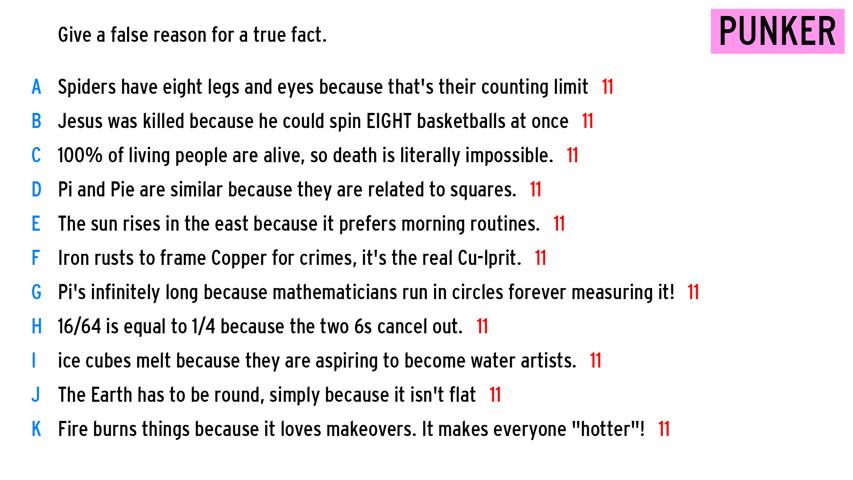 Give a false reason for a true fact.
PUNKER
A Spiders have eight legs and eyes because that's their counting limit 11
B Jesus was killed because he could spin EIGHT basketballs at once 11
C 100% of living people are alive, so death is literally impossible. 11
D Pi and Pie are similar because they are related to squares. 11
E The sun rises in the east because it prefers morning routines. 11
F Iron rusts to frame Copper for crimes, it's the real Cu-lprit. 11
G Pi's infinitely long because mathematicians run in circles forever measuring it! 11
H 16/64 is equal to 1/4 because the two 6s cancel out. 11
I ice cubes melt because they are aspiring to become water artists. 11
J The Earth has to be round, simply because it isn't flat 11
K Fire burns things because it loves makeovers. It makes everyone "hotter"! 11